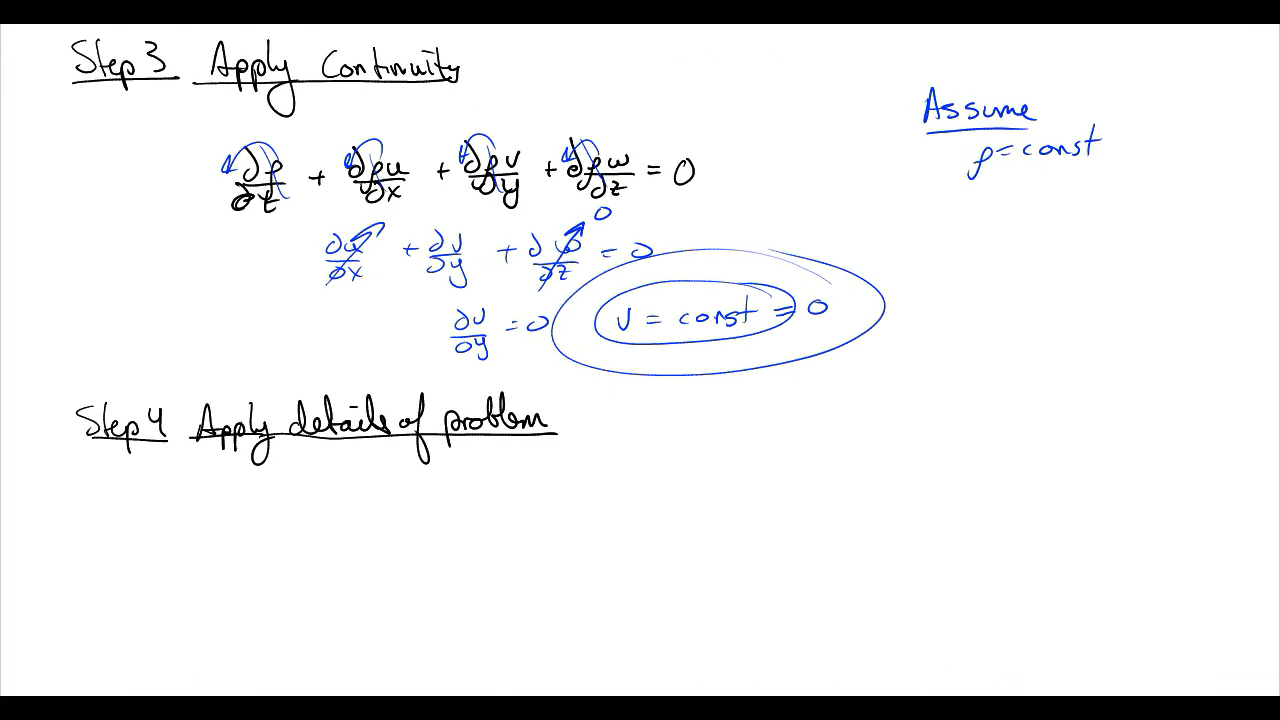 Step 3 Apply Continuity
Assume
ρ = const
∂ρ/∂t + ∂ρu/∂x + ∂ρv/∂y + ∂ρw/∂z = 0
0
∂u/∂x + ∂v/∂y + ∂w/∂z = 0
∂v/∂y = 0 v = const = 0
Step 4 Apply details of problem